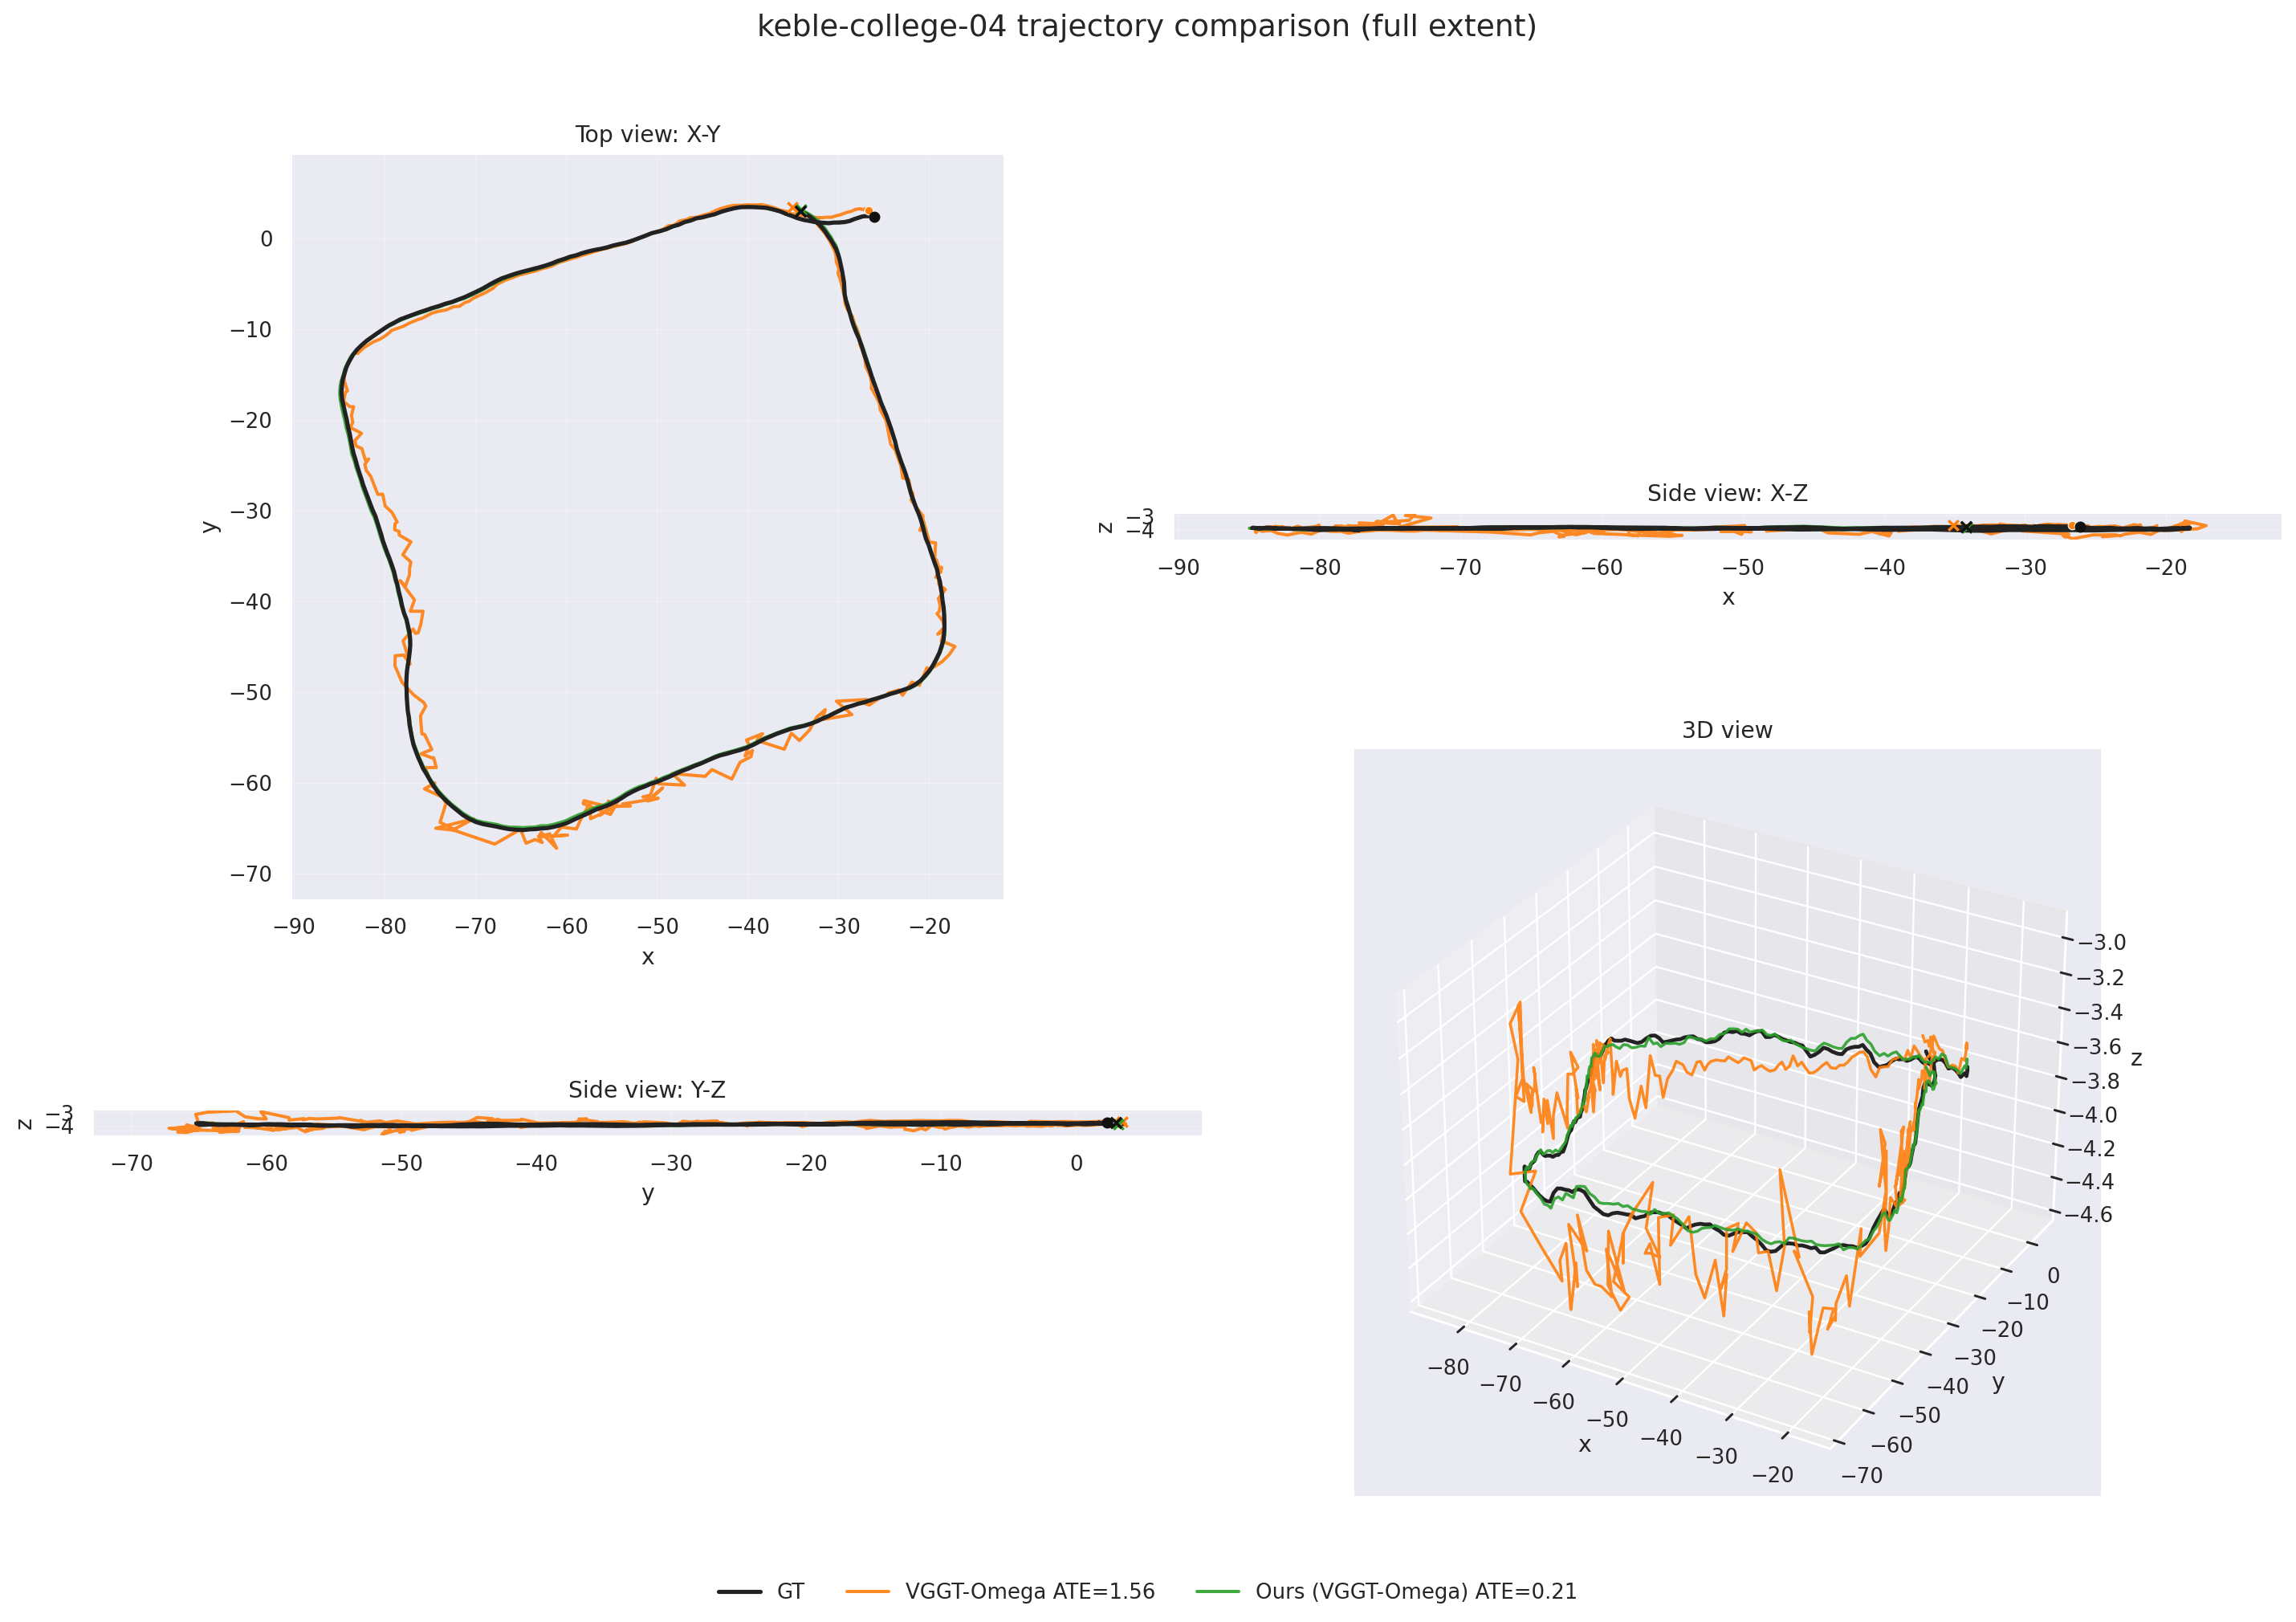 keble-college-04 trajectory comparison (full extent)
Top view: X-Y
0
−10
−20
−30
−40
−50
−60
−70
y
−90 −80 −70 −60 −50 −40 −30 −20
x
Side view: X-Z
−3
−4
z
−90 −80 −70 −60 −50 −40 −30 −20
x
Side view: Y-Z
−3
−4
z
−70 −60 −50 −40 −30 −20 −10 0
y
3D view
−3.0
−3.2
−3.4
−3.6
−3.8
−4.0
−4.2
−4.4
−4.6
z
0
−10
−20
−30
−40
−50
−60
−70
y
−80
−70
−60
−50
−40
−30
−20
x
GT VGGT-Omega ATE=1.56 Ours (VGGT-Omega) ATE=0.21